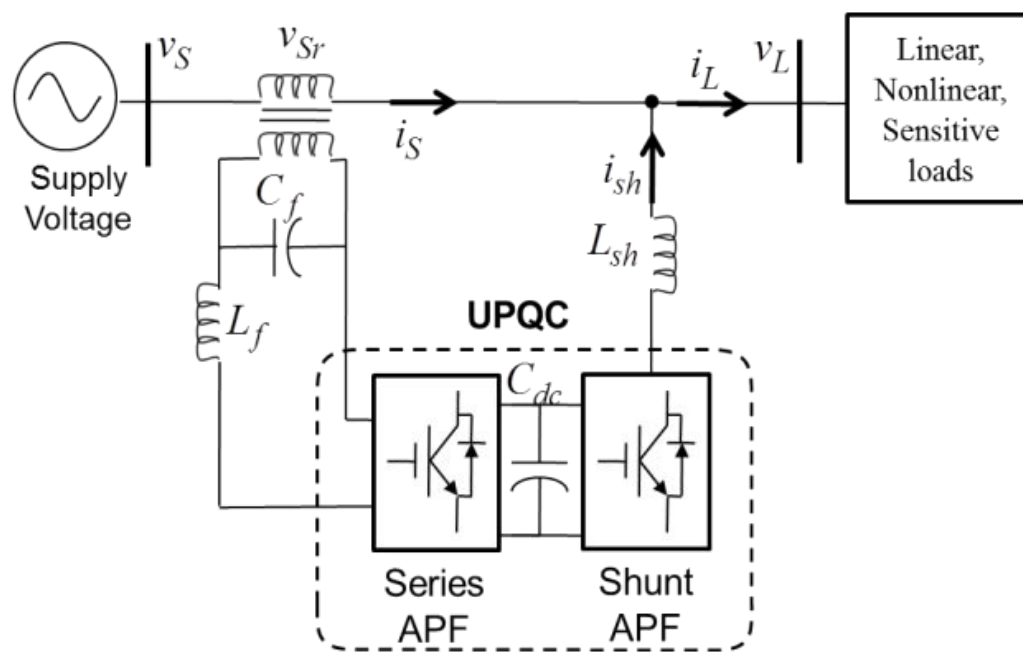 v_S
v_Sr
i_S
i_L
v_L
Linear,
Nonlinear,
Sensitive
loads
Supply
Voltage
C_f
L_f
i_sh
L_sh
UPQC
C_dc
Series
APF
Shunt
APF